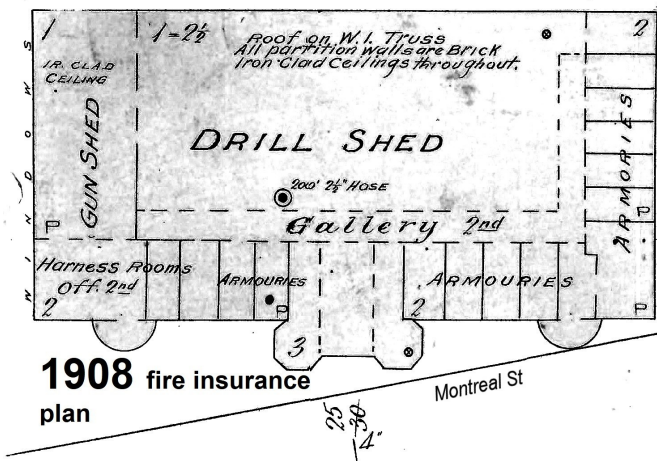 1
1-2½
Roof on W.I. Truss
All partition walls are Brick
Iron Clad Ceilings throughout.
2
IR. CLAD
CEILING
WINDOWS
GUN SHED
DRILL SHED
ARMORIES
200' 2½" HOSE
P
Gallery 2nd
P
Harness Rooms
Off. 2nd
2
ARMOURIES
P
ARMOURIES
2
P
3
1908 fire insurance
plan
Montreal St
25
30
4"